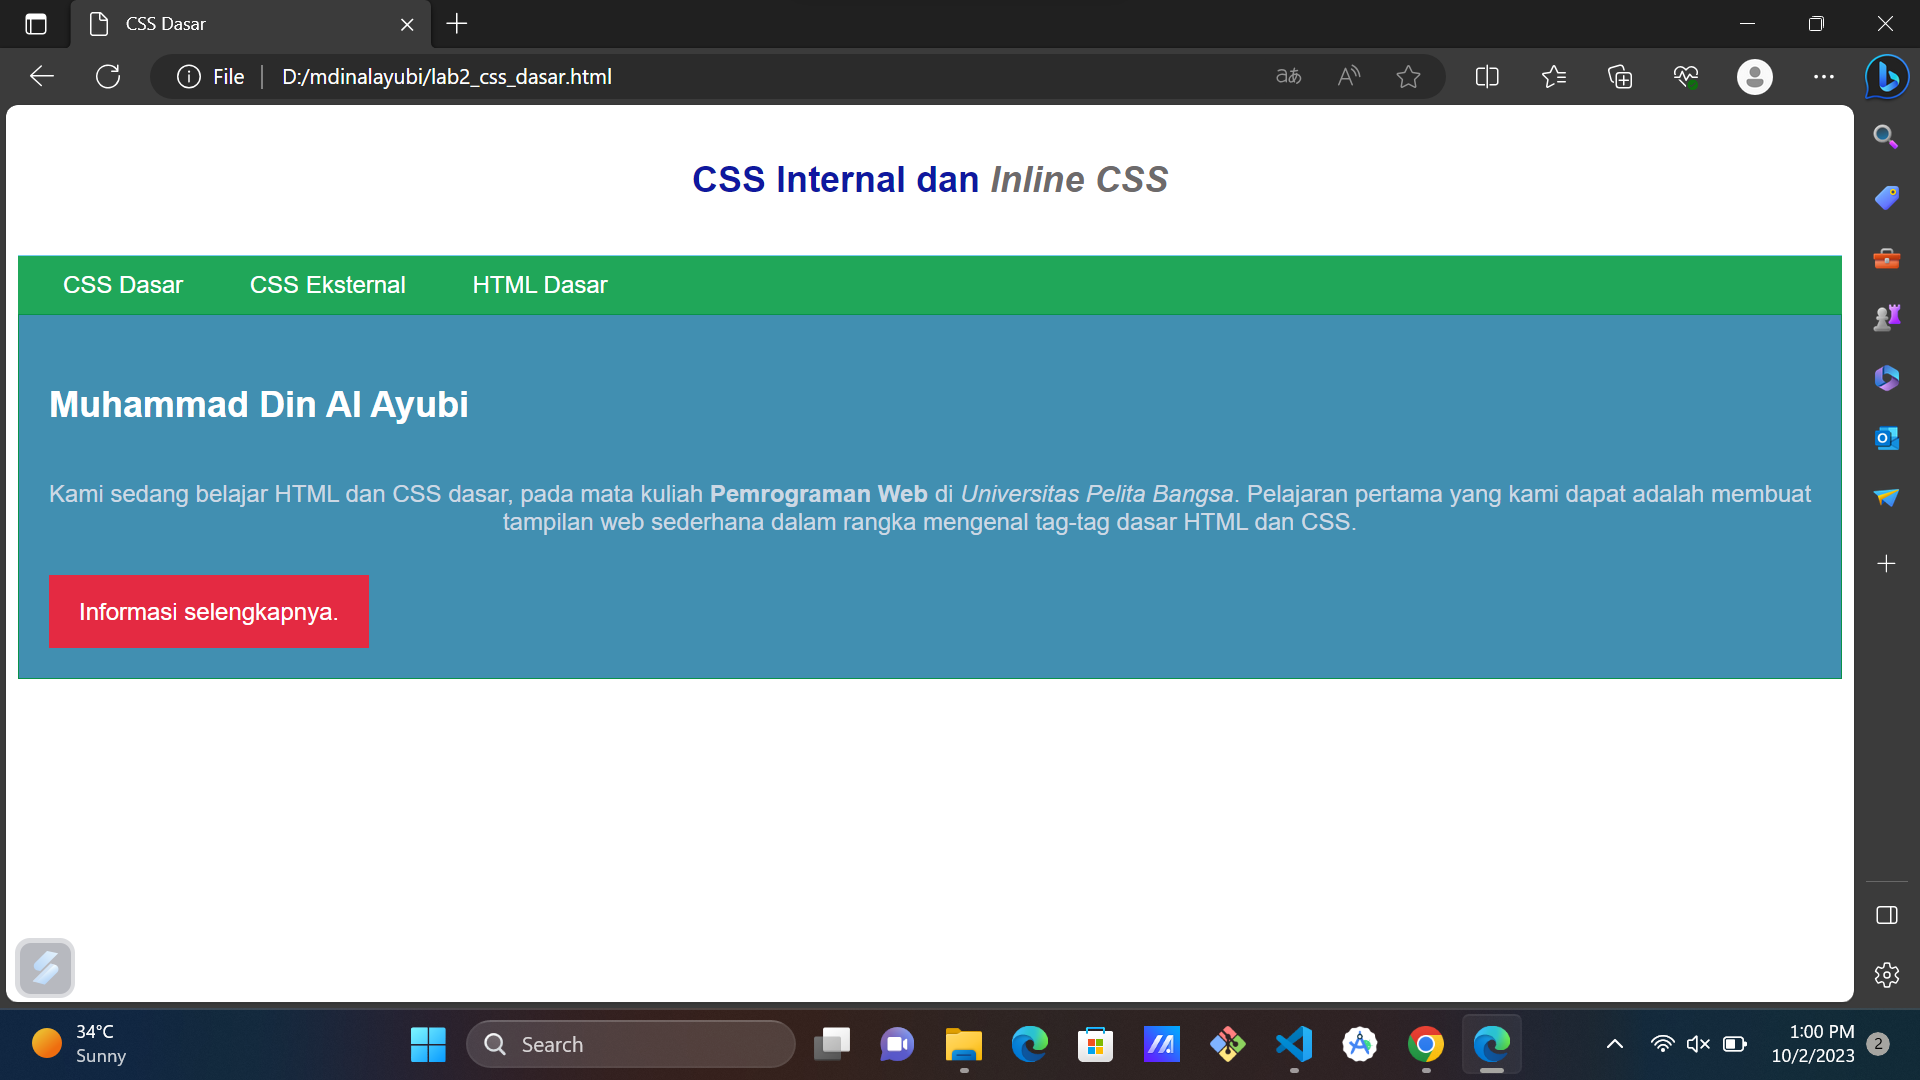 CSS Dasar
File
D:/mdinalayubi/lab2_css_dasar.html
CSS Internal dan Inline CSS
CSS Dasar
CSS Eksternal
HTML Dasar
Muhammad Din Al Ayubi
Kami sedang belajar HTML dan CSS dasar, pada mata kuliah Pemrograman Web di Universitas Pelita Bangsa. Pelajaran pertama yang kami dapat adalah membuat
tampilan web sederhana dalam rangka mengenal tag-tag dasar HTML dan CSS.
Informasi selengkapnya.
34°C
Sunny
Search
1:00 PM
10/2/2023
2